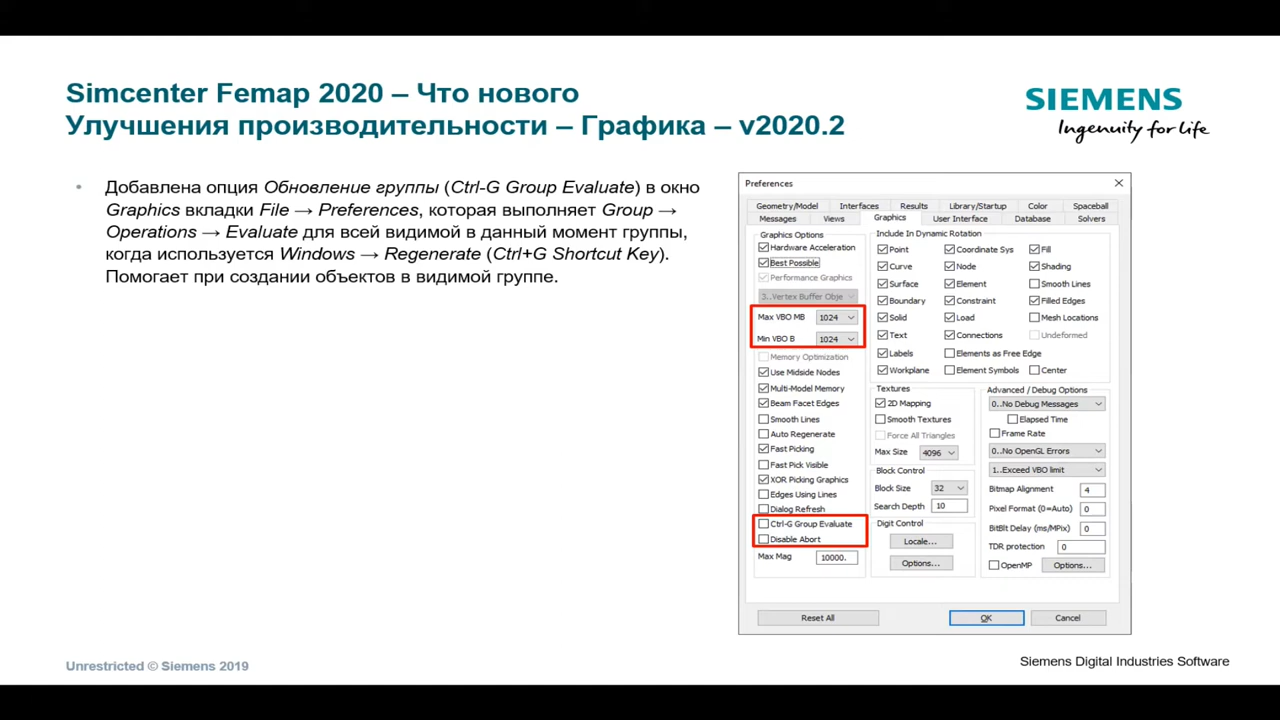 Simcenter Femap 2020 – Что нового
Улучшения производительности – Графика – v2020.2
SIEMENS
Ingenuity for life
• Добавлена опция Обновление группы (Ctrl-G Group Evaluate) в окно
Graphics вкладки File → Preferences, которая выполняет Group →
Operations → Evaluate для всей видимой в данный момент группы,
когда используется Windows → Regenerate (Ctrl+G Shortcut Key).
Помогает при создании объектов в видимой группе.
Preferences
Geometry/Model Interfaces Results Library/Startup Color Spaceball
Messages Views Graphics User Interface Database Solvers
Graphics Options
Hardware Acceleration
Best Possible
Performance Graphics
3..Vertex Buffer Obje
Max VBO MB 1024
Min VBO B 1024
Memory Optimization
Use Midside Nodes
Multi-Model Memory
Beam Facet Edges
Smooth Lines
Auto Regenerate
Fast Picking
Fast Pick Visible
XOR Picking Graphics
Edges Using Lines
Dialog Refresh
Ctrl-G Group Evaluate
Disable Abort
Max Mag 10000.
Include In Dynamic Rotation
Point Coordinate Sys Fill
Curve Node Shading
Surface Element Smooth Lines
Boundary Constraint Filled Edges
Solid Load Mesh Locations
Text Connections Undeformed
Labels Elements as Free Edge
Workplane Element Symbols Center
Textures
2D Mapping
Smooth Textures
Force All Triangles
Max Size 4096
Block Control
Block Size 32
Search Depth 10
Digit Control
Locale...
Options...
Advanced / Debug Options
0..No Debug Messages
Elapsed Time
Frame Rate
0..No OpenGL Errors
1..Exceed VBO limit
Bitmap Alignment 4
Pixel Format (0=Auto) 0
BitBlt Delay (ms/MPix) 0
TDR protection 0
OpenMP Options...
Reset All OK Cancel
Unrestricted © Siemens 2019
Siemens Digital Industries Software